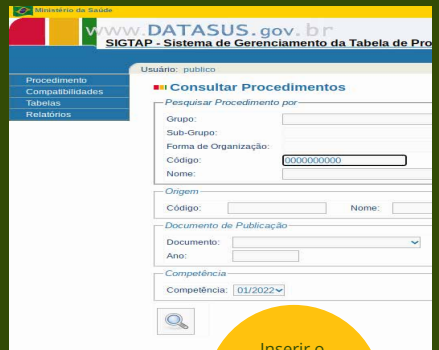 Ministério da Saúde
www.DATASUS.gov.br
SIGTAP - Sistema de Gerenciamento da Tabela de Pro
Usuário: publico
Procedimento
Compatibilidades
Tabelas
Relatórios
Consultar Procedimentos
Pesquisar Procedimento por
Grupo:
Sub-Grupo:
Forma de Organização:
Código: 0000000000
Nome:
Origem
Código: Nome:
Documento de Publicação
Documento:
Ano:
Competência
Competência: 01/2022
Inserir o